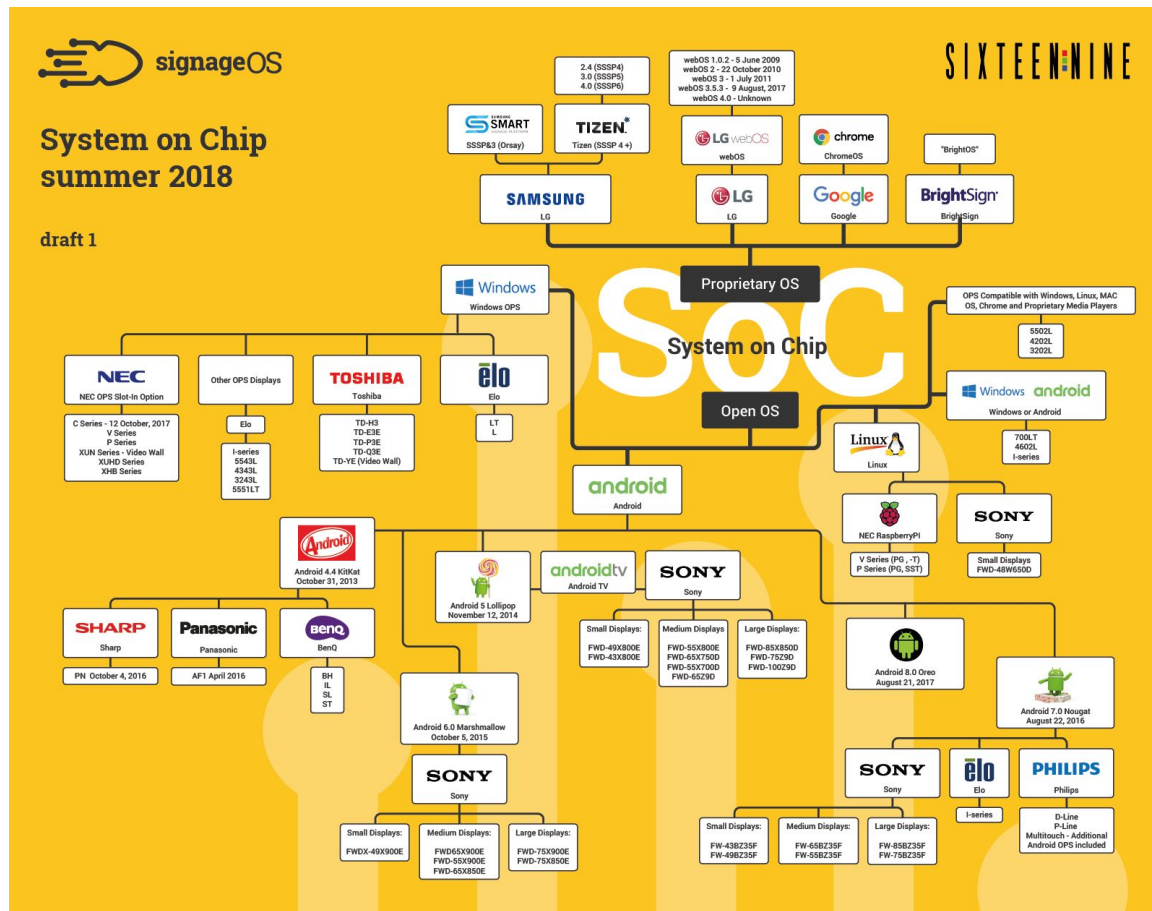 signageOS
SIXTEEN:NINE
System on Chip
summer 2018
draft 1
2.4 (SSSP4)
3.0 (SSSP5)
4.0 (SSSP6)
webOS 1.0.2 - 5 June 2009
webOS 2 - 22 October 2010
webOS 3 - 1 July 2011
webOS 3.5.3 - 9 August, 2017
webOS 4.0 - Unknown
SAMSUNG
SMART
SIGNAGE PLATFORM
SSSP&3 (Orsay)
TIZEN
Tizen (SSSP 4 +)
LG webOS
webOS
chrome
ChromeOS
"BrightOS"
SAMSUNG
LG
LG
LG
Google
Google
BrightSign
BrightSign
Proprietary OS
SoC
System on Chip
Open OS
Windows
Windows OPS
NEC
NEC OPS Slot-In Option
C Series - 12 October, 2017
V Series
P Series
XUN Series - Video Wall
XUHD Series
XHB Series
Other OPS Displays
Elo
I-series
5543L
4343L
3243L
5551LT
TOSHIBA
Toshiba
TD-H3
TD-E3E
TD-P3E
TD-Q3E
TD-YE (Video Wall)
elo
Elo
LT
L
OPS Compatible with Windows, Linux, MAC
OS, Chrome and Proprietary Media Players
5502L
4202L
3202L
Windows android
Windows or Android
700LT
4602L
I-series
Linux
Linux
NEC RaspberryPi
V Series (PG , -T)
P Series (PG, SST)
SONY
Sony
Small Displays
FWD-48W650D
android
Android
Android
Android 4.4 KitKat
October 31, 2013
SHARP
Sharp
PN October 4, 2016
Panasonic
Panasonic
AF1 April 2016
BenQ
BenQ
BH
IL
SL
ST
Android 5 Lollipop
November 12, 2014
androidtv
Android TV
SONY
Sony
Small Displays:
FWD-49X800E
FWD-43X800E
Medium Displays
FWD-55X800E
FWD-65X750D
FWD-55X700D
FWD-65Z9D
Large Displays:
FWD-85X850D
FWD-75Z9D
FWD-100Z9D
Android 6.0 Marshmallow
October 5, 2015
SONY
Sony
Small Displays:
FWDX-49X900E
Medium Displays:
FWD65X900E
FWD-55X900E
FWD-65X850E
Large Displays:
FWD-75X900E
FWD-75X850E
Android 8.0 Oreo
August 21, 2017
Android 7.0 Nougat
August 22, 2016
SONY
Sony
Small Displays:
FW-43BZ35F
FW-49BZ35F
Medium Displays:
FW-65BZ35F
FW-55BZ35F
Large Displays:
FW-85BZ35F
FW-75BZ35F
ēlo
Elo
I-series
PHILIPS
Philips
D-Line
P-Line
Multitouch - Additional
Android OPS included